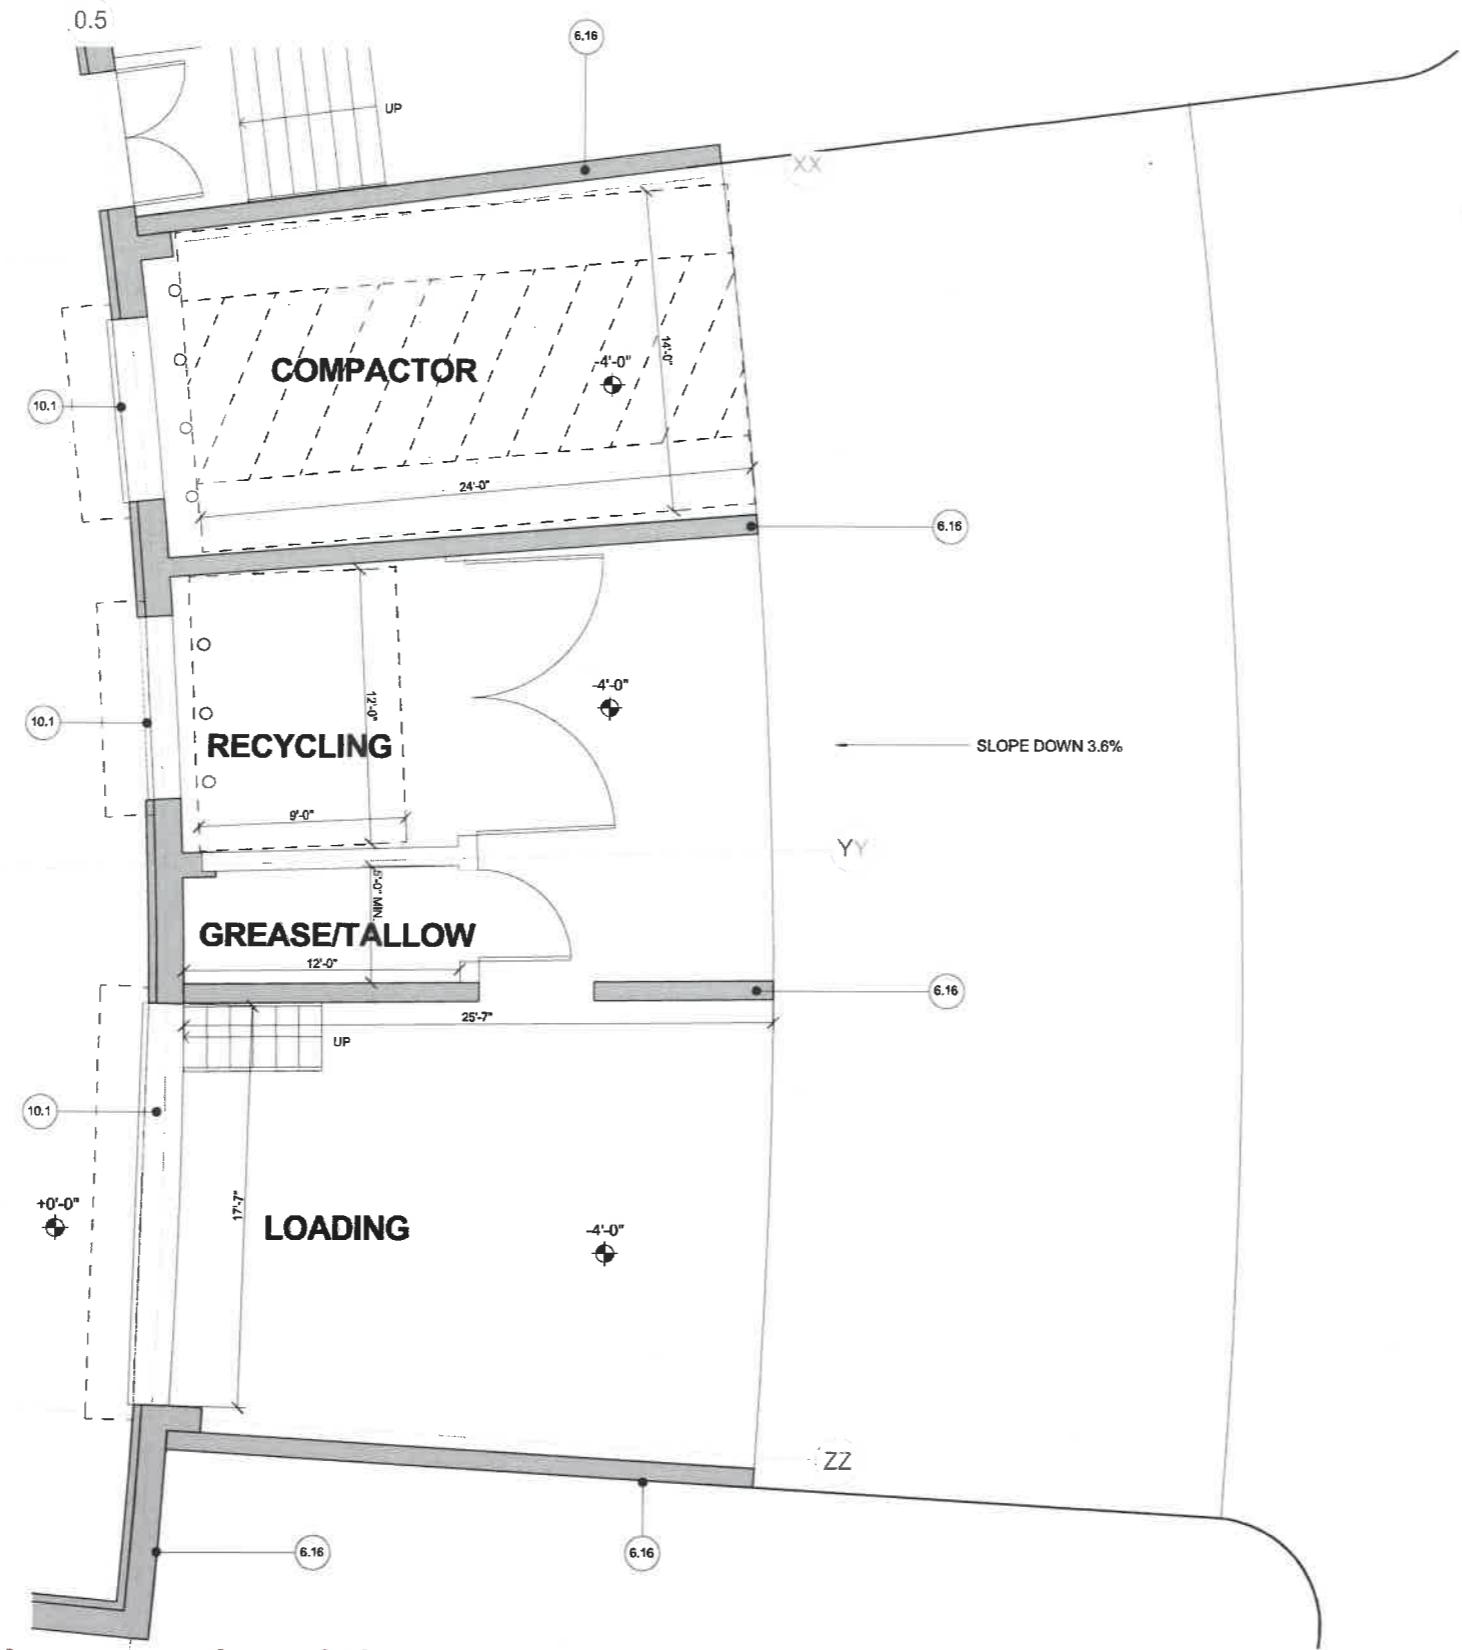 0.5
6.16
UP
XX
14'-0"
-4'-0"
COMPACTOR
10.1
24'-0"
6.16
12'-0"
-4'-0"
10.1
RECYCLING
SLOPE DOWN 3.6%
9'-0"
YY
5'-0" MIN.
GREASE/TALLOW
12'-0"
6.16
25'-7"
UP
10.1
17'-7"
+0'-0"
LOADING
-4'-0"
ZZ
6.16
6.16